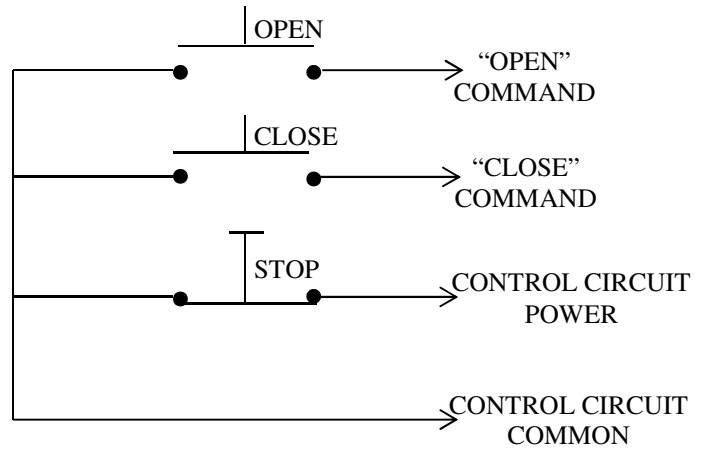 OPEN
“OPEN”
COMMAND
CLOSE
“CLOSE”
COMMAND
STOP
CONTROL CIRCUIT
POWER
CONTROL CIRCUIT
COMMON